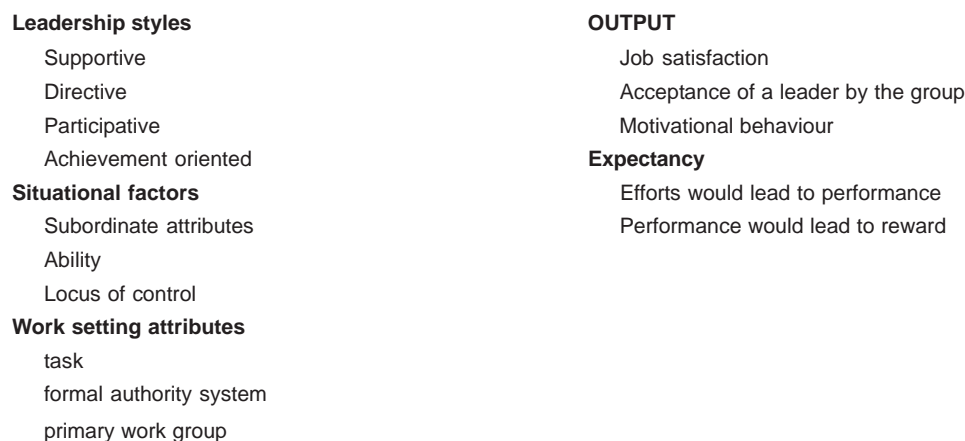 Leadership styles
Supportive
Directive
Participative
Achievement oriented
Situational factors
Subordinate attributes
Ability
Locus of control
Work setting attributes
task
formal authority system
primary work group
OUTPUT
Job satisfaction
Acceptance of a leader by the group
Motivational behaviour
Expectancy
Efforts would lead to performance
Performance would lead to reward